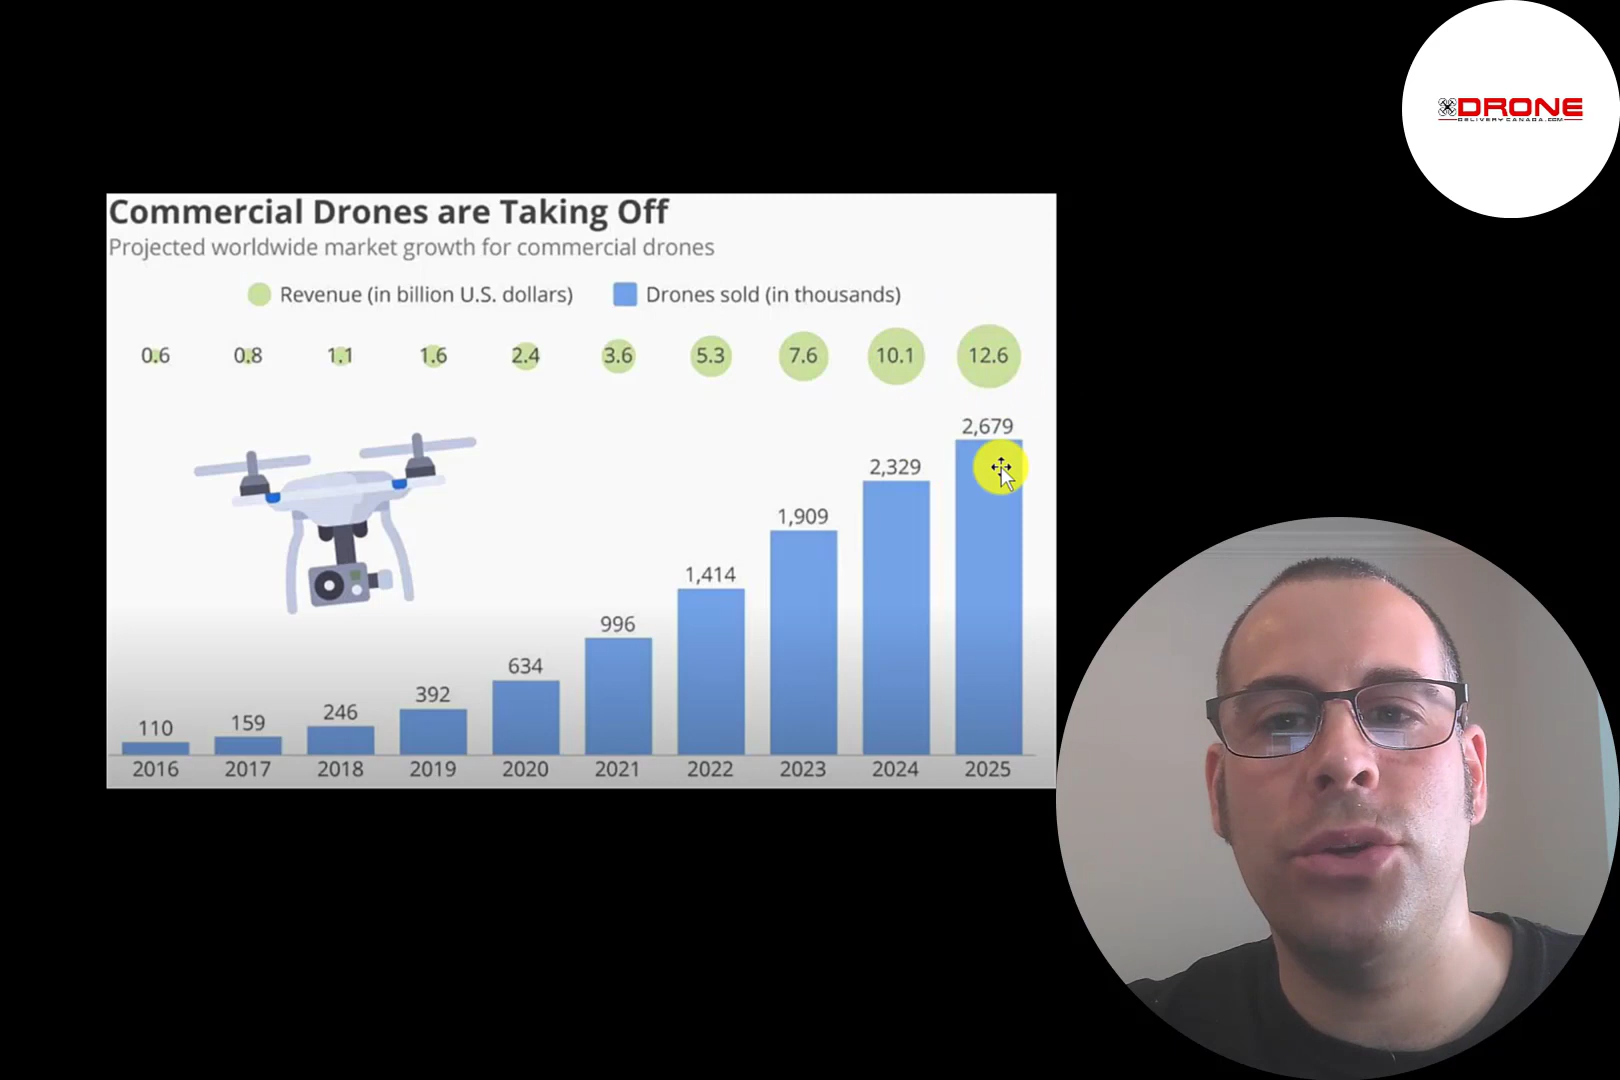 DRONE
DELIVERYCANADA.COM
Commercial Drones are Taking Off
Projected worldwide market growth for commercial drones
Revenue (in billion U.S. dollars) Drones sold (in thousands)
0.6 0.8 1.1 1.6 2.4 3.6 5.3 7.6 10.1 12.6
2,679
2,329
1,909
1,414
996
634
392
246
159
110
2016 2017 2018 2019 2020 2021 2022 2023 2024 2025